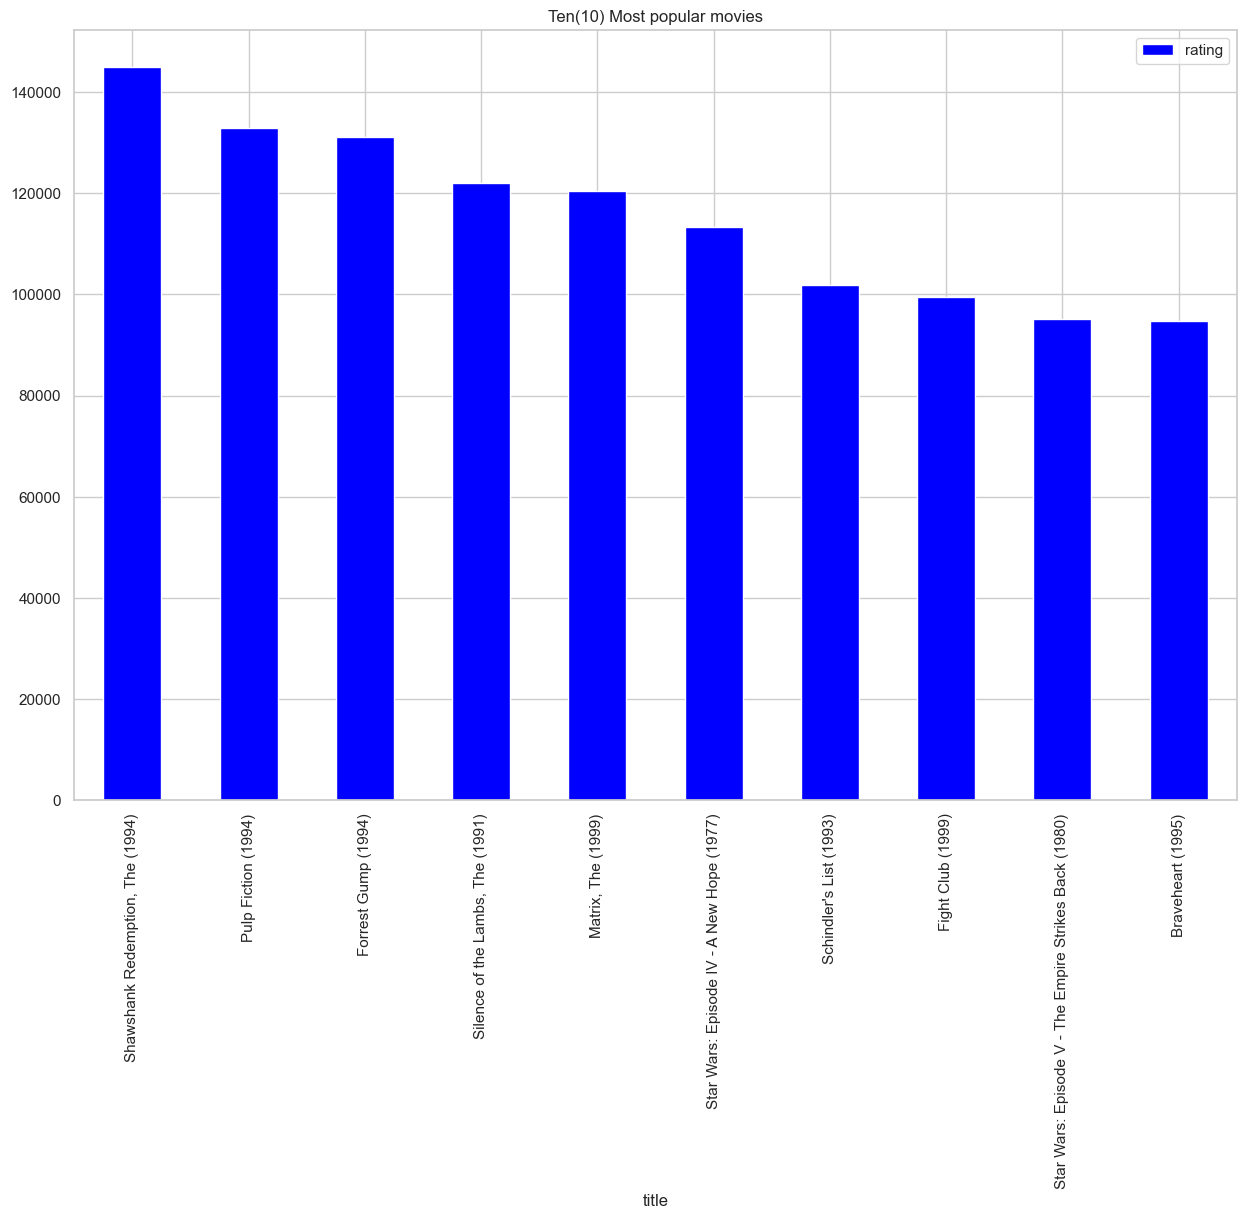 Ten(10) Most popular movies
rating
140000
120000
100000
80000
60000
40000
20000
0
Shawshank Redemption, The (1994)
Pulp Fiction (1994)
Forrest Gump (1994)
Silence of the Lambs, The (1991)
Matrix, The (1999)
Star Wars: Episode IV - A New Hope (1977)
Schindler's List (1993)
Fight Club (1999)
Star Wars: Episode V - The Empire Strikes Back (1980)
Braveheart (1995)
title